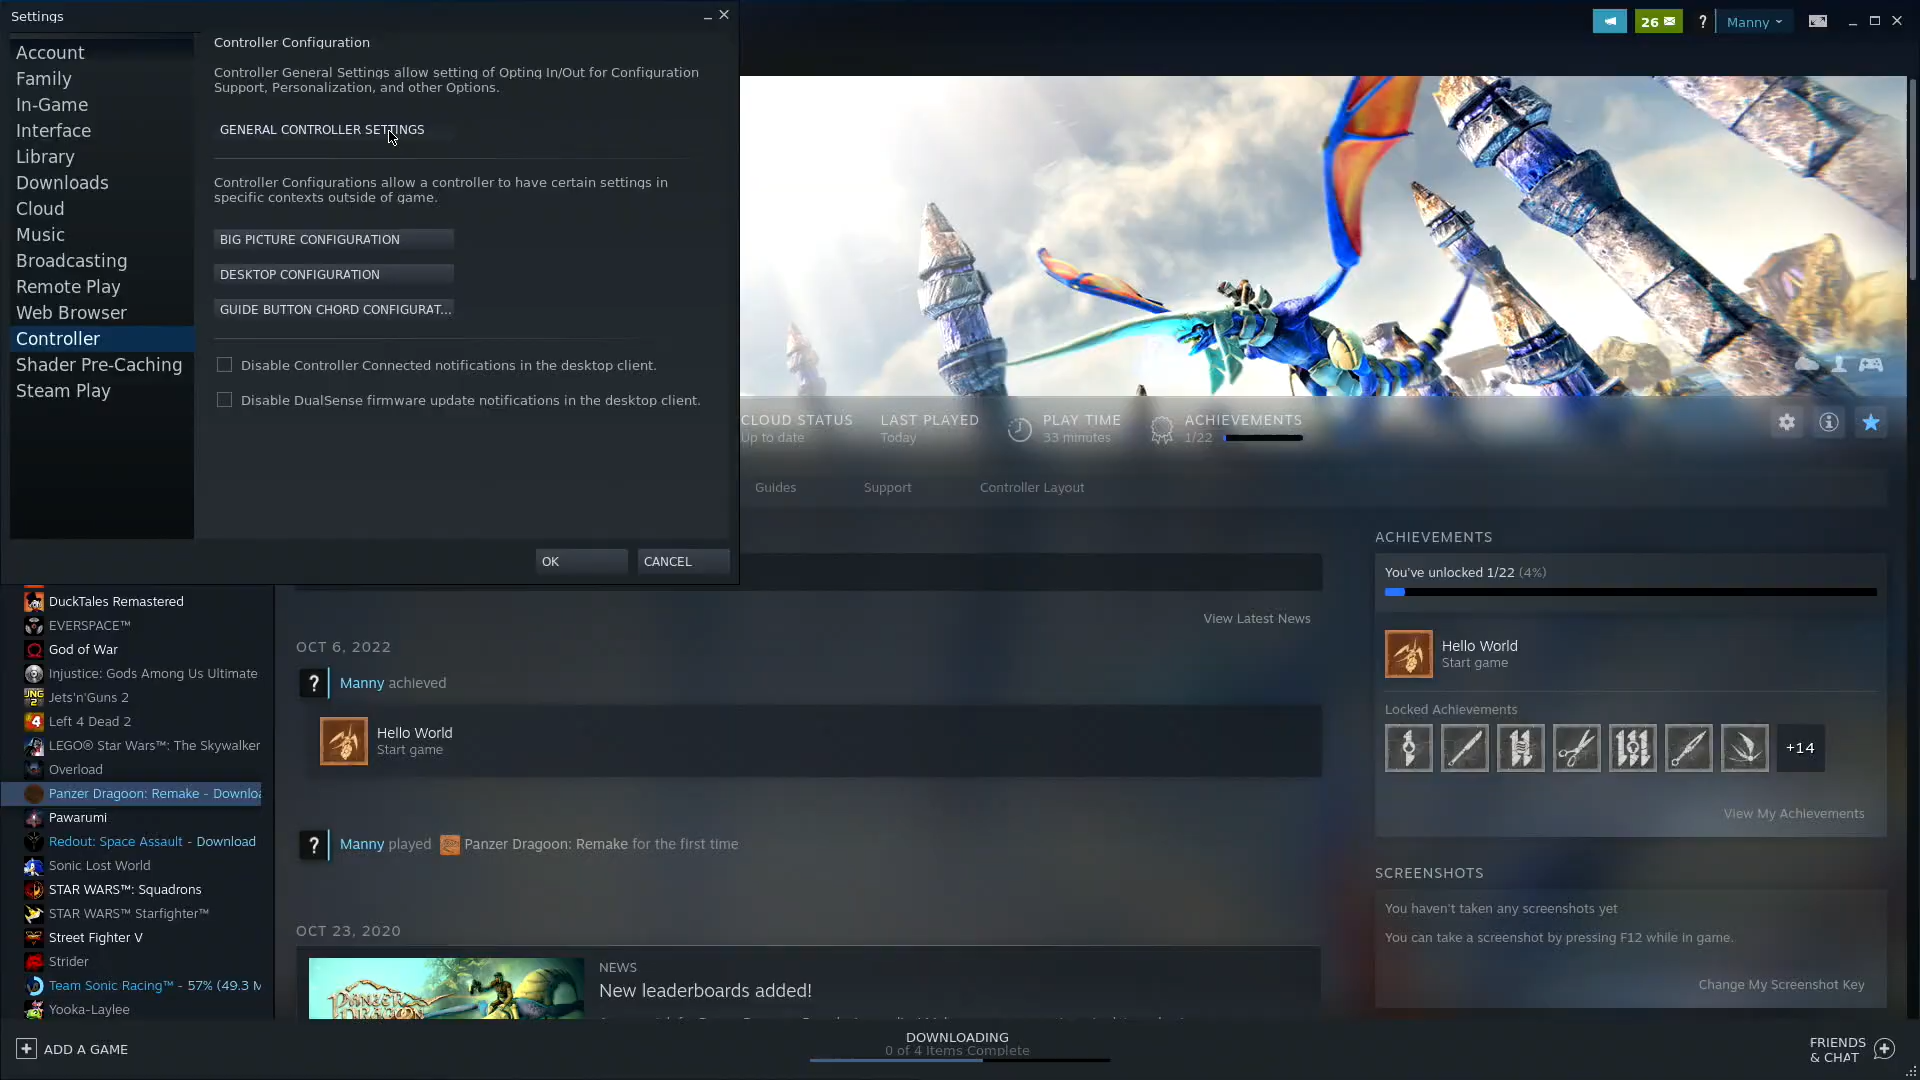 Settings
Account
Family
In-Game
Interface
Library
Downloads
Cloud
Music
Broadcasting
Remote Play
Web Browser
Controller
Shader Pre-Caching
Steam Play
Controller Configuration
Controller General Settings allow setting of Opting In/Out for Configuration
Support, Personalization, and other Options.
GENERAL CONTROLLER SETTINGS
Controller Configurations allow a controller to have certain settings in
specific contexts outside of game.
BIG PICTURE CONFIGURATION
DESKTOP CONFIGURATION
GUIDE BUTTON CHORD CONFIGURAT...
Disable Controller Connected notifications in the desktop client.
Disable DualSense firmware update notifications in the desktop client.
OK
CANCEL
26
?
Manny
CLOUD STATUS
Up to date
LAST PLAYED
Today
PLAY TIME
33 minutes
ACHIEVEMENTS
1/22
Guides
Support
Controller Layout
DuckTales Remastered
EVERSPACE™
God of War
Injustice: Gods Among Us Ultimate
Jets'n'Guns 2
Left 4 Dead 2
LEGO® Star Wars™: The Skywalker
Overload
Panzer Dragoon: Remake - Downloa
Pawarumi
Redout: Space Assault - Download
Sonic Lost World
STAR WARS™: Squadrons
STAR WARS™ Starfighter™
Street Fighter V
Strider
Team Sonic Racing™ - 57% (49.3 M
Yooka-Laylee
View Latest News
OCT 6, 2022
? Manny achieved
Hello World
Start game
? Manny played Panzer Dragoon: Remake for the first time
OCT 23, 2020
PANZER
DRAGOON
NEWS
New leaderboards added!
ACHIEVEMENTS
You've unlocked 1/22 (4%)
Hello World
Start game
Locked Achievements
+14
View My Achievements
SCREENSHOTS
You haven't taken any screenshots yet
You can take a screenshot by pressing F12 while in game.
Change My Screenshot Key
ADD A GAME
DOWNLOADING
0 of 4 Items Complete
FRIENDS
& CHAT